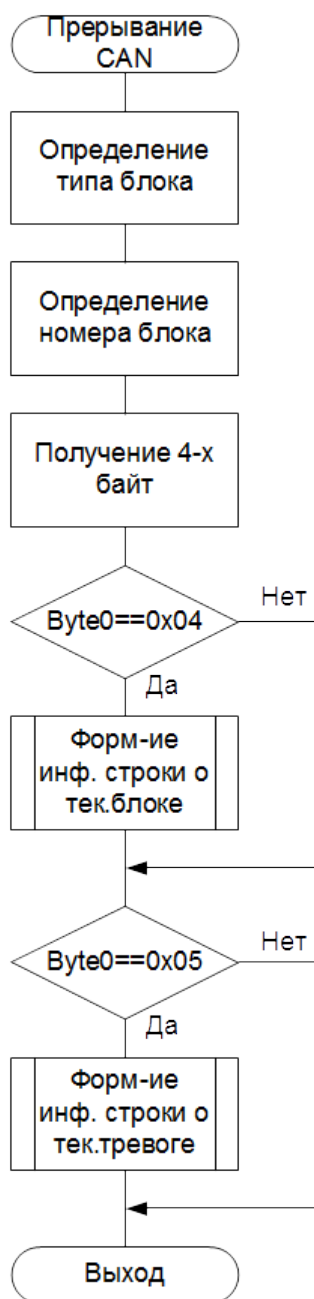 Прерывание
CAN
Определение
типа блока
Определение
номера блока
Получение 4-х
байт
Byte0==0x04
Нет
Да
Форм-ие
инф. строки о
тек.блоке
Byte0==0x05
Нет
Да
Форм-ие
инф. строки о
тек.тревоге
Выход